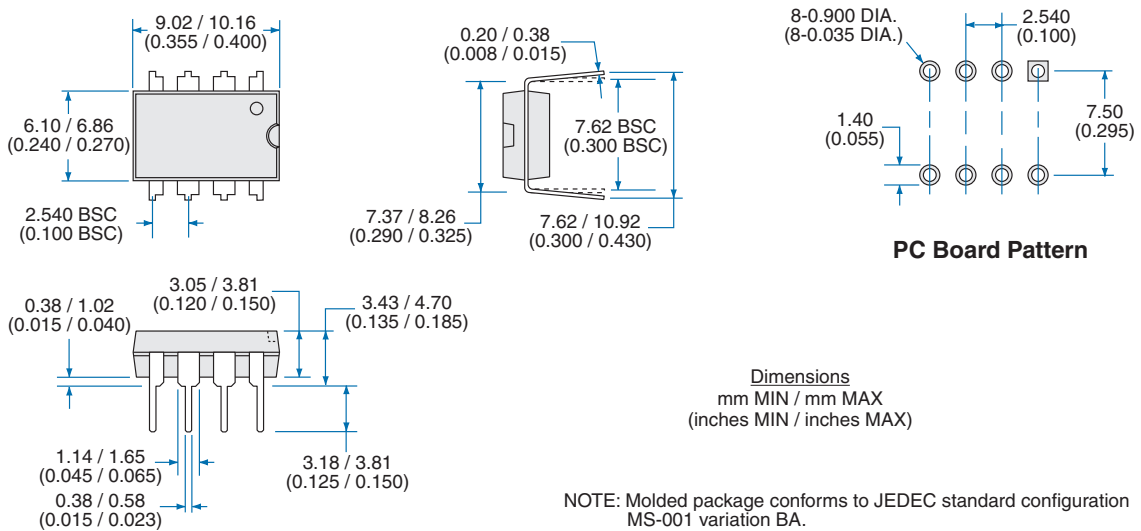 9.02 / 10.16
(0.355 / 0.400)
6.10 / 6.86
(0.240 / 0.270)
2.540 BSC
(0.100 BSC)
0.20 / 0.38
(0.008 / 0.015)
7.62 BSC
(0.300 BSC)
7.37 / 8.26
(0.290 / 0.325)
7.62 / 10.92
(0.300 / 0.430)
8-0.900 DIA.
(8-0.035 DIA.)
2.540
(0.100)
1.40
(0.055)
7.50
(0.295)
PC Board Pattern
0.38 / 1.02
(0.015 / 0.040)
3.05 / 3.81
(0.120 / 0.150)
3.43 / 4.70
(0.135 / 0.185)
1.14 / 1.65
(0.045 / 0.065)
0.38 / 0.58
(0.015 / 0.023)
3.18 / 3.81
(0.125 / 0.150)
Dimensions
mm MIN / mm MAX
(inches MIN / inches MAX)
NOTE: Molded package conforms to JEDEC standard configuration
MS-001 variation BA.